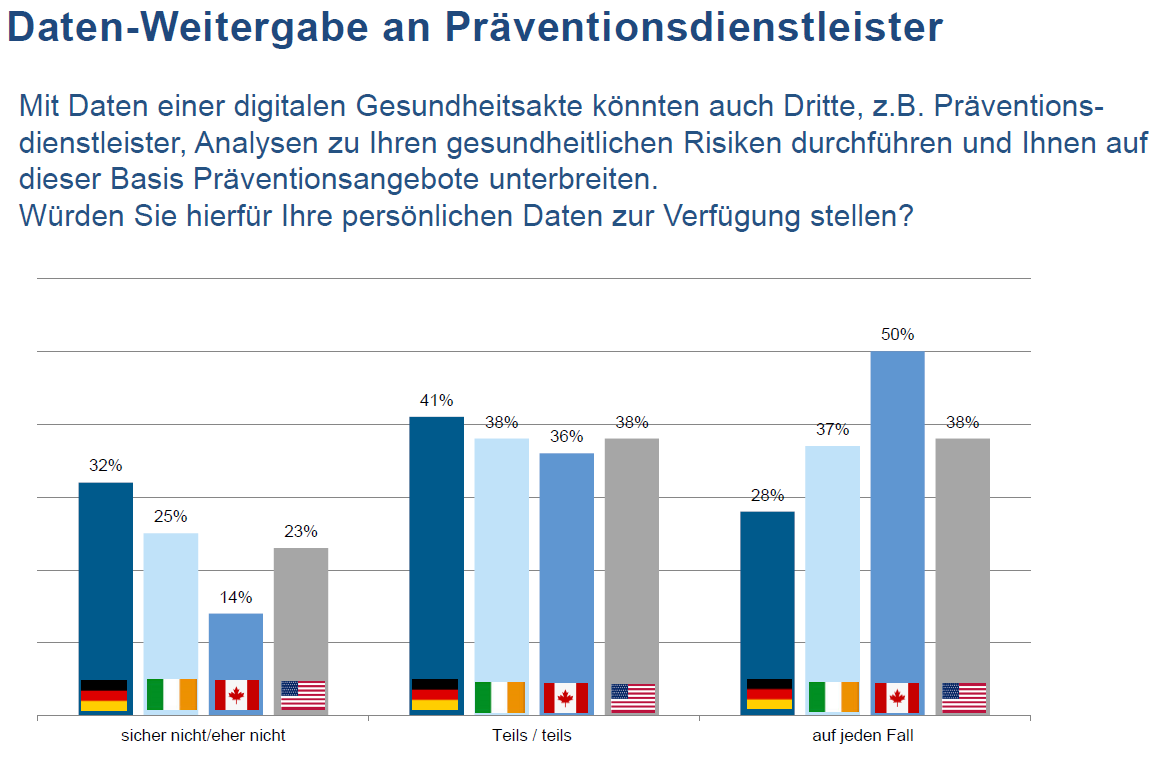 Daten-Weitergabe an Präventionsdienstleister
Mit Daten einer digitalen Gesundheitsakte könnten auch Dritte, z.B. Präventions-
dienstleister, Analysen zu Ihren gesundheitlichen Risiken durchführen und Ihnen auf
dieser Basis Präventionsangebote unterbreiten.
Würden Sie hierfür Ihre persönlichen Daten zur Verfügung stellen?
32%
25%
14%
23%
41%
38%
36%
38%
28%
37%
50%
38%
sicher nicht/eher nicht
Teils / teils
auf jeden Fall